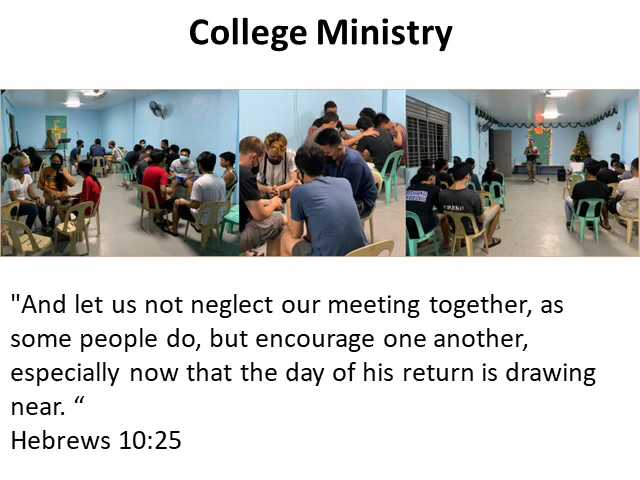 College Ministry
"And let us not neglect our meeting together, as
some people do, but encourage one another,
especially now that the day of his return is drawing
near. “
Hebrews 10:25